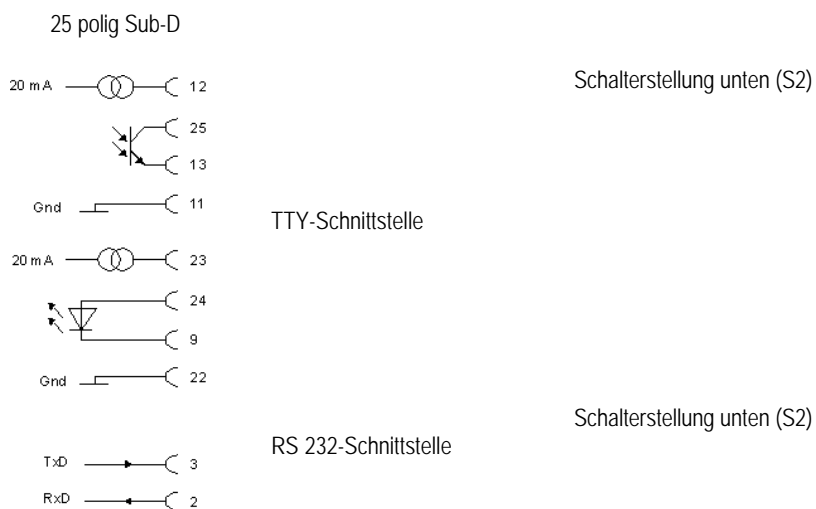 25 polig Sub-D
20 mA 12 Schalterstellung unten (S2)
25
13
Gnd 11
TTY-Schnittstelle
20 mA 23
24
9
Gnd 22
Schalterstellung unten (S2)
RS 232-Schnittstelle
TxD 3
RxD 2